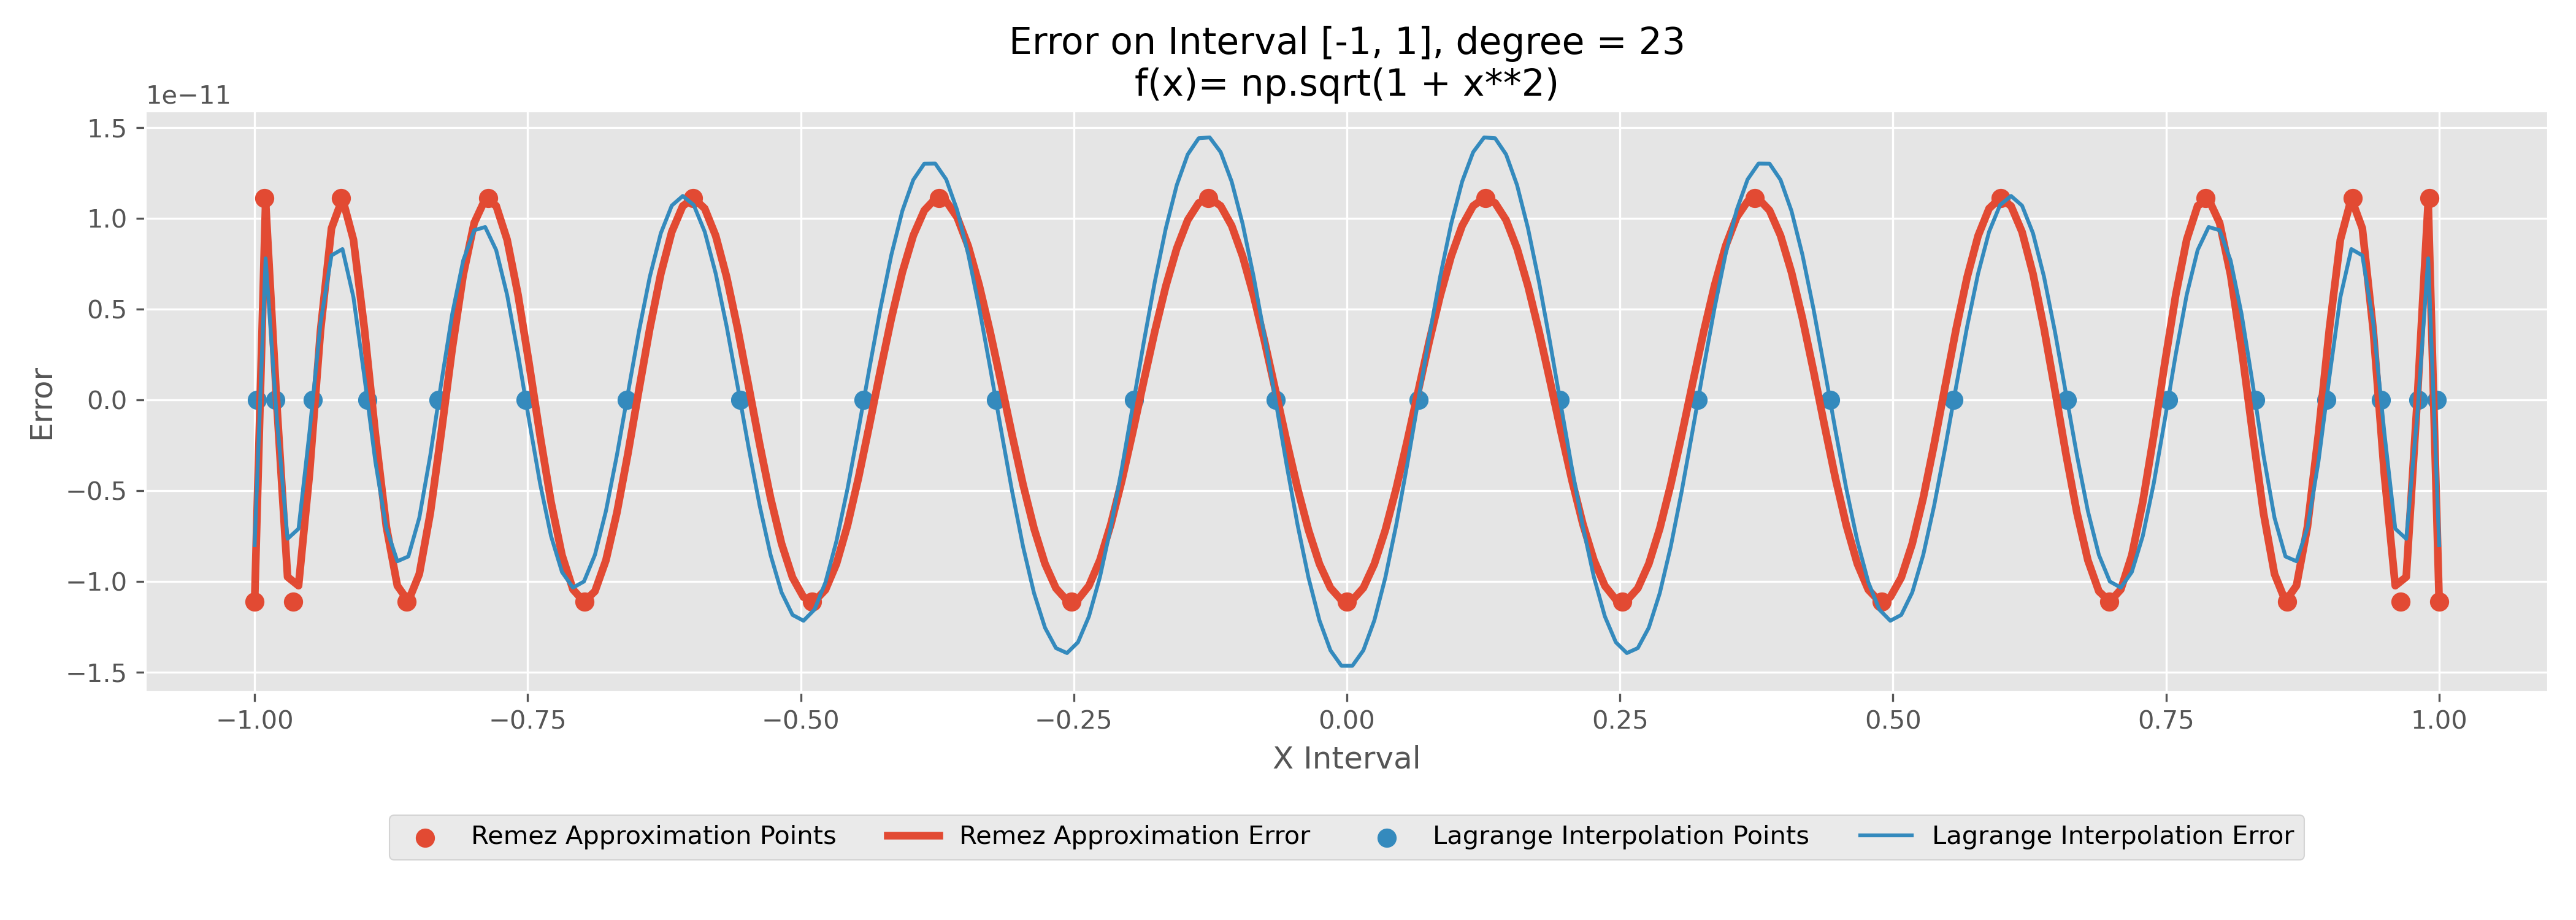 Error on Interval [-1, 1], degree = 23
f(x)= np.sqrt(1 + x**2)
1e−11
1.5
1.0
0.5
0.0
−0.5
−1.0
−1.5
Error
−1.00 −0.75 −0.50 −0.25 0.00 0.25 0.50 0.75 1.00
X Interval
Remez Approximation Points Remez Approximation Error Lagrange Interpolation Points Lagrange Interpolation Error